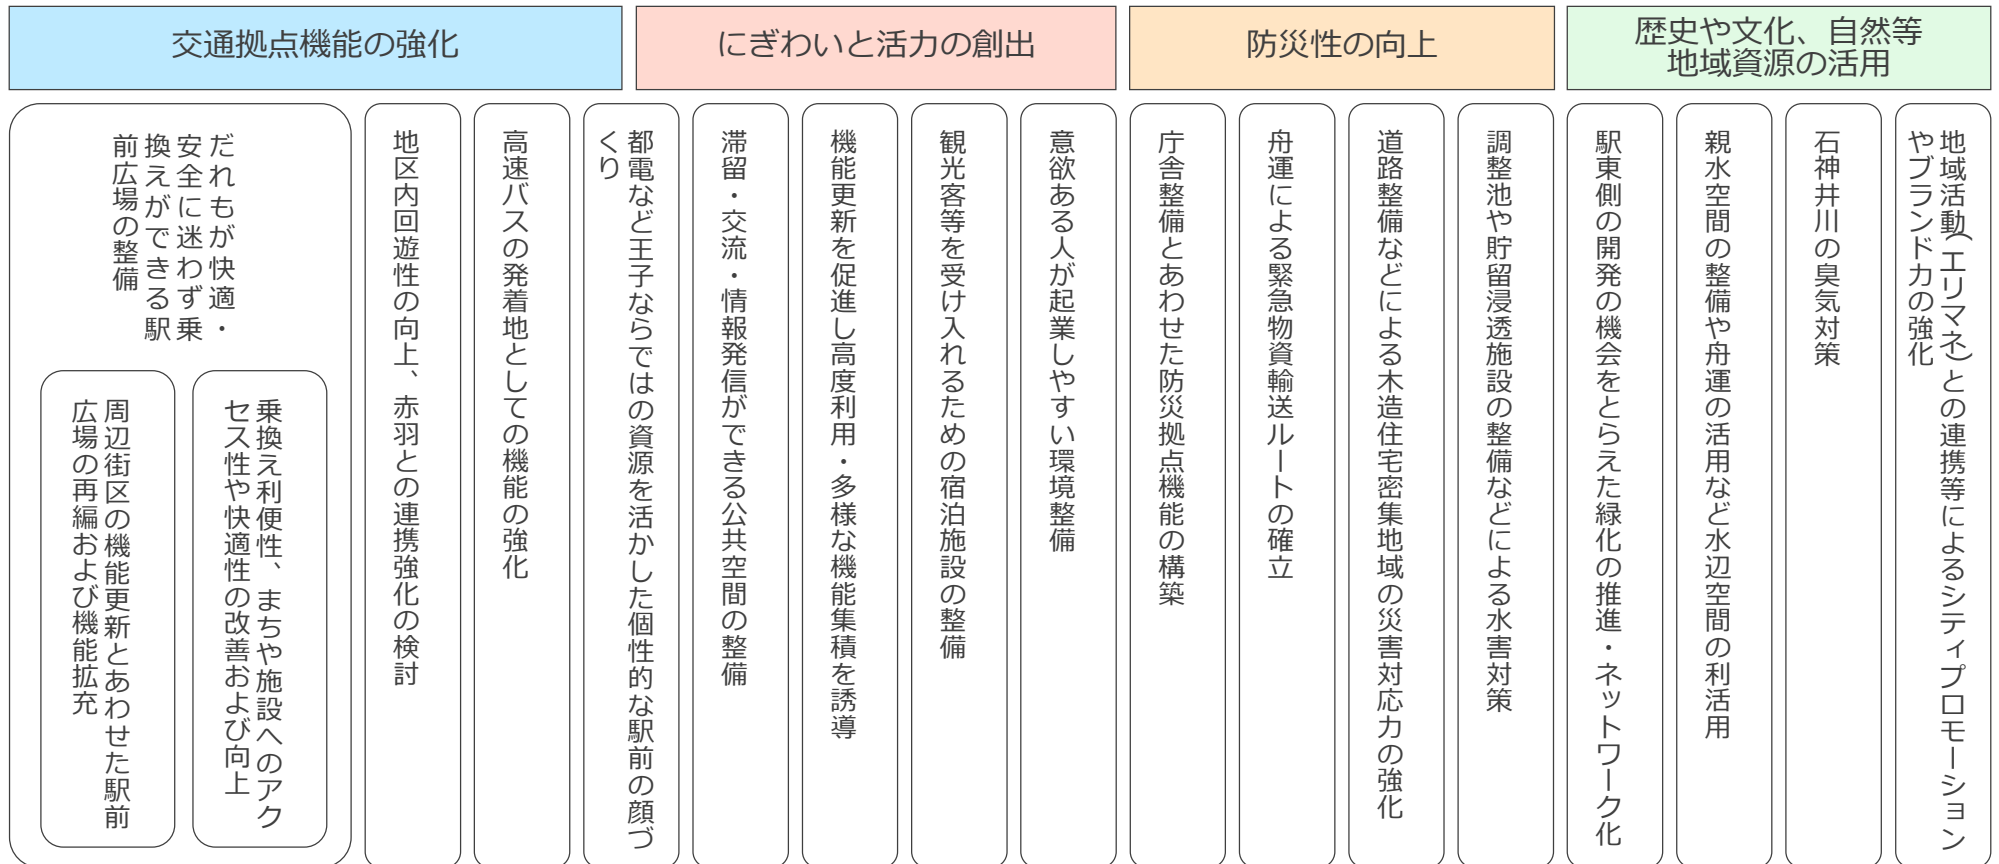 交通拠点機能の強化
にぎわいと活力の創出
防災性の向上
歴史や文化、自然等
地域資源の活用
だれもが快適・
安全に迷わず乗
換えができる駅
前広場の整備
周辺街区の機能更新とあわせた駅前
広場の再編および機能拡充
乗換え利便性、まちや施設へのアク
セス性や快適性の改善および向上
地区内回遊性の向上、赤羽との連携強化の検討
高速バスの発着地としての機能の強化
都電など王子ならではの資源を活かした個性的な駅前の顔づ
くり
滞留・交流・情報発信ができる公共空間の整備
機能更新を促進し高度利用・多様な機能集積を誘導
観光客等を受け入れるための宿泊施設の整備
意欲ある人が起業しやすい環境整備
庁舎整備とあわせた防災拠点機能の構築
舟運による緊急物資輸送ルートの確立
道路整備などによる木造住宅密集地域の災害対応力の強化
調整池や貯留浸透施設の整備などによる水害対策
駅東側の開発の機会をとらえた緑化の推進・ネットワーク化
親水空間の整備や舟運の活用など水辺空間の利活用
石神井川の臭気対策
地域活動(エリマネ)との連携等によるシティプロモーション
やブランド力の強化